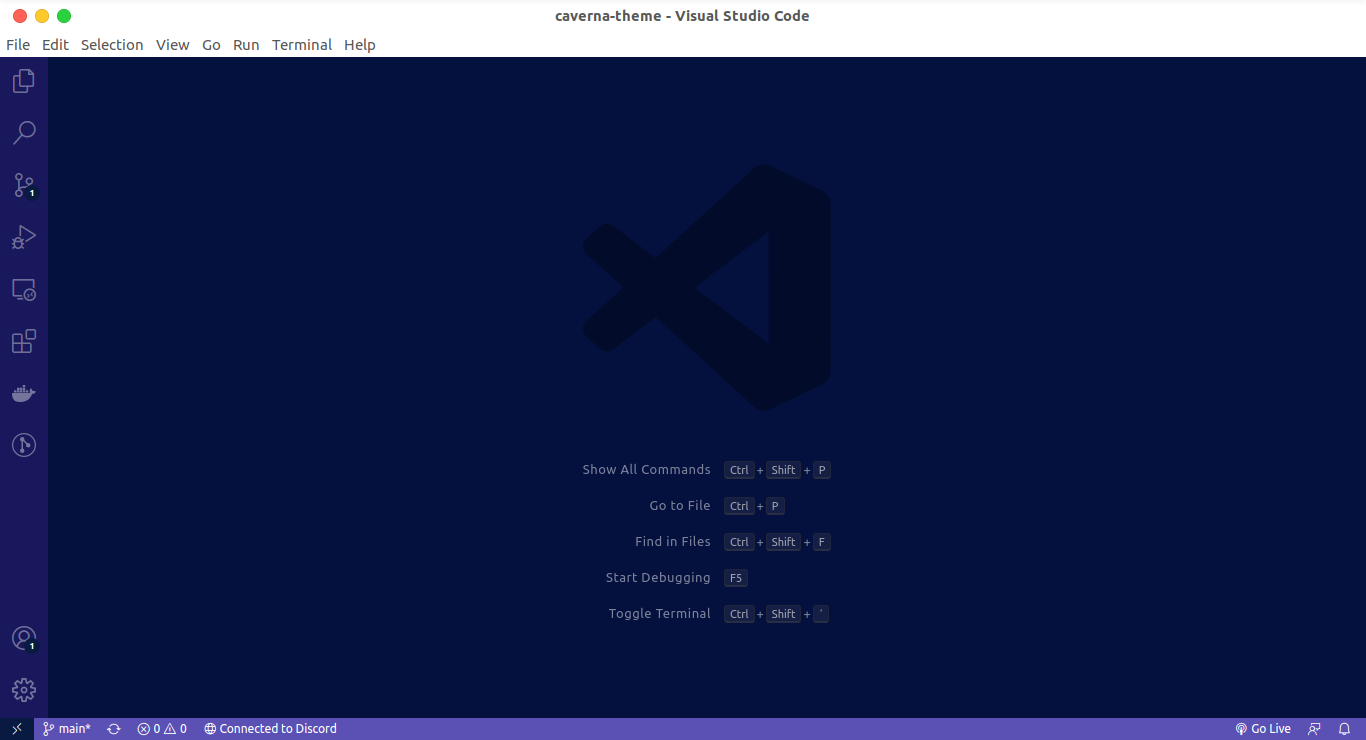 caverna-theme - Visual Studio Code
File Edit Selection View Go Run Terminal Help
1
Show All Commands Ctrl + Shift + P
Go to File Ctrl + P
Find in Files Ctrl + Shift + F
Start Debugging F5
Toggle Terminal Ctrl + Shift + '
1
main* 0 0 Connected to Discord Go Live